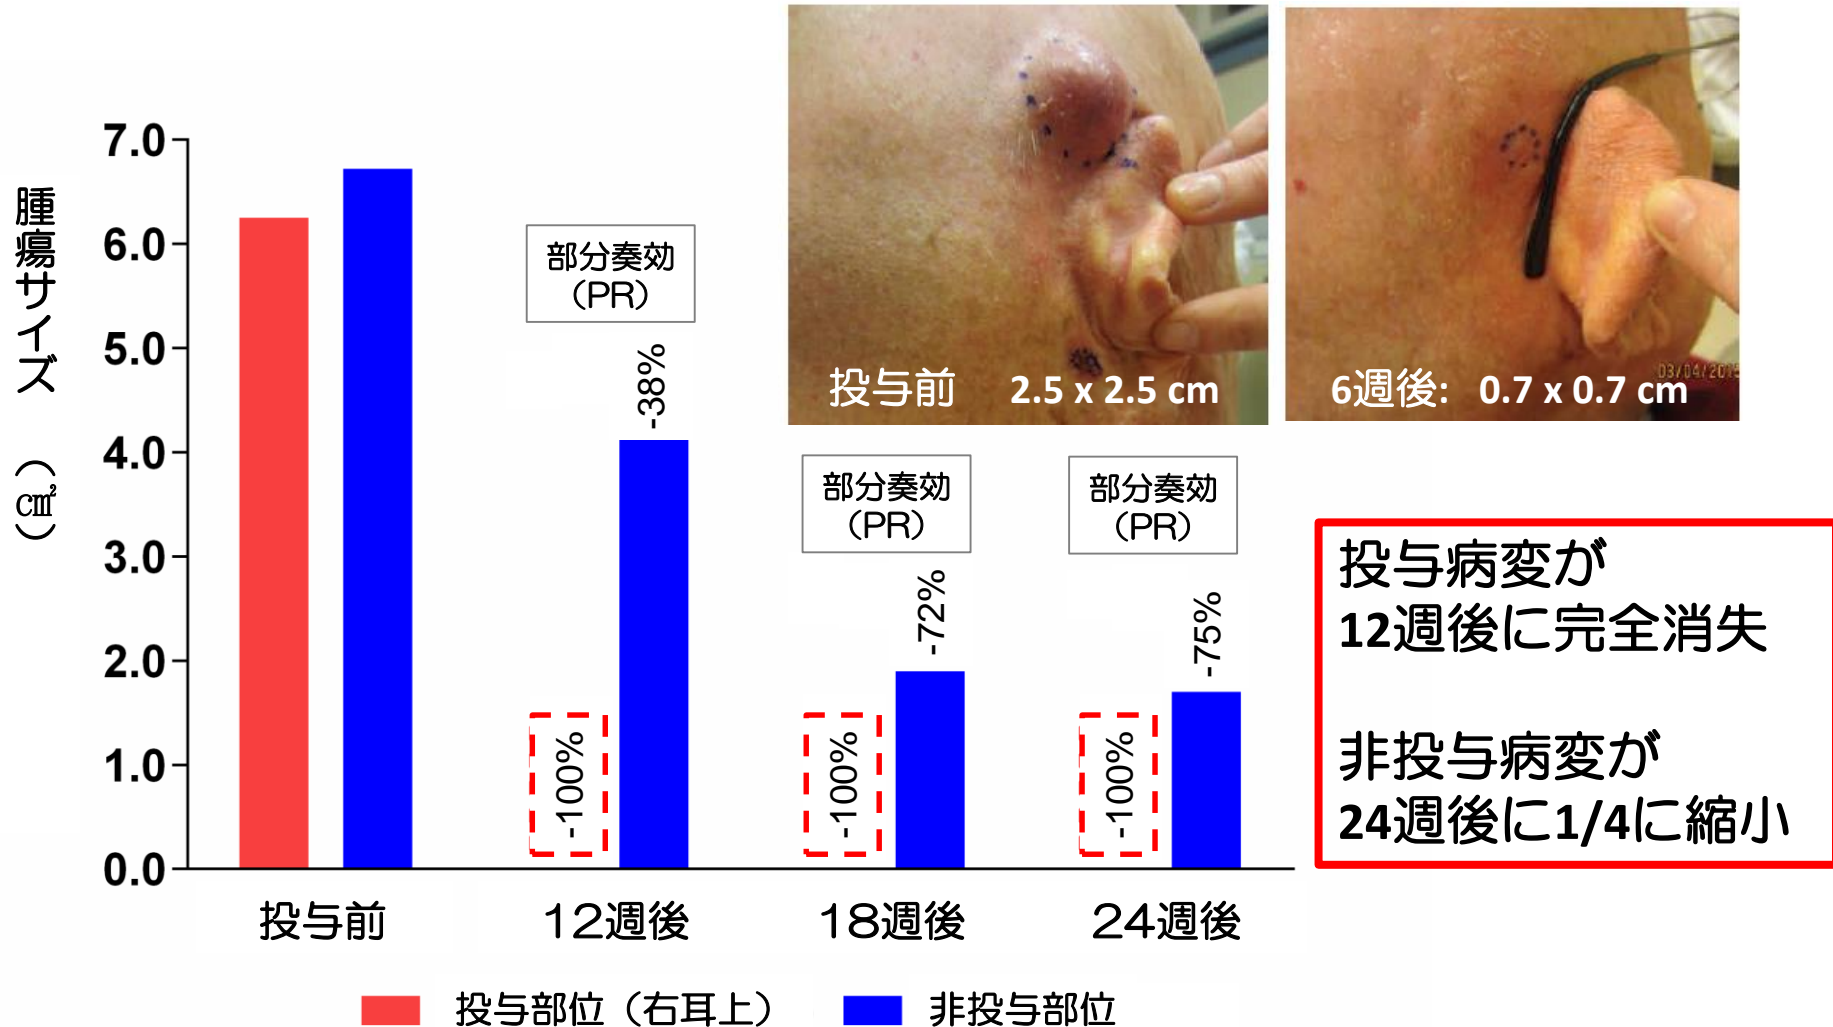 腫瘍サイズ （㎠）
7.0
6.0
5.0
4.0
3.0
2.0
1.0
0.0
部分奏効
（PR）
-38%
-100%
部分奏効
（PR）
-72%
-100%
部分奏効
（PR）
-75%
-100%
投与前
12週後
18週後
24週後
投与部位（右耳上）
非投与部位
投与前 2.5 x 2.5 cm
6週後: 0.7 x 0.7 cm
投与病変が
12週後に完全消失
非投与病変が
24週後に1/4に縮小